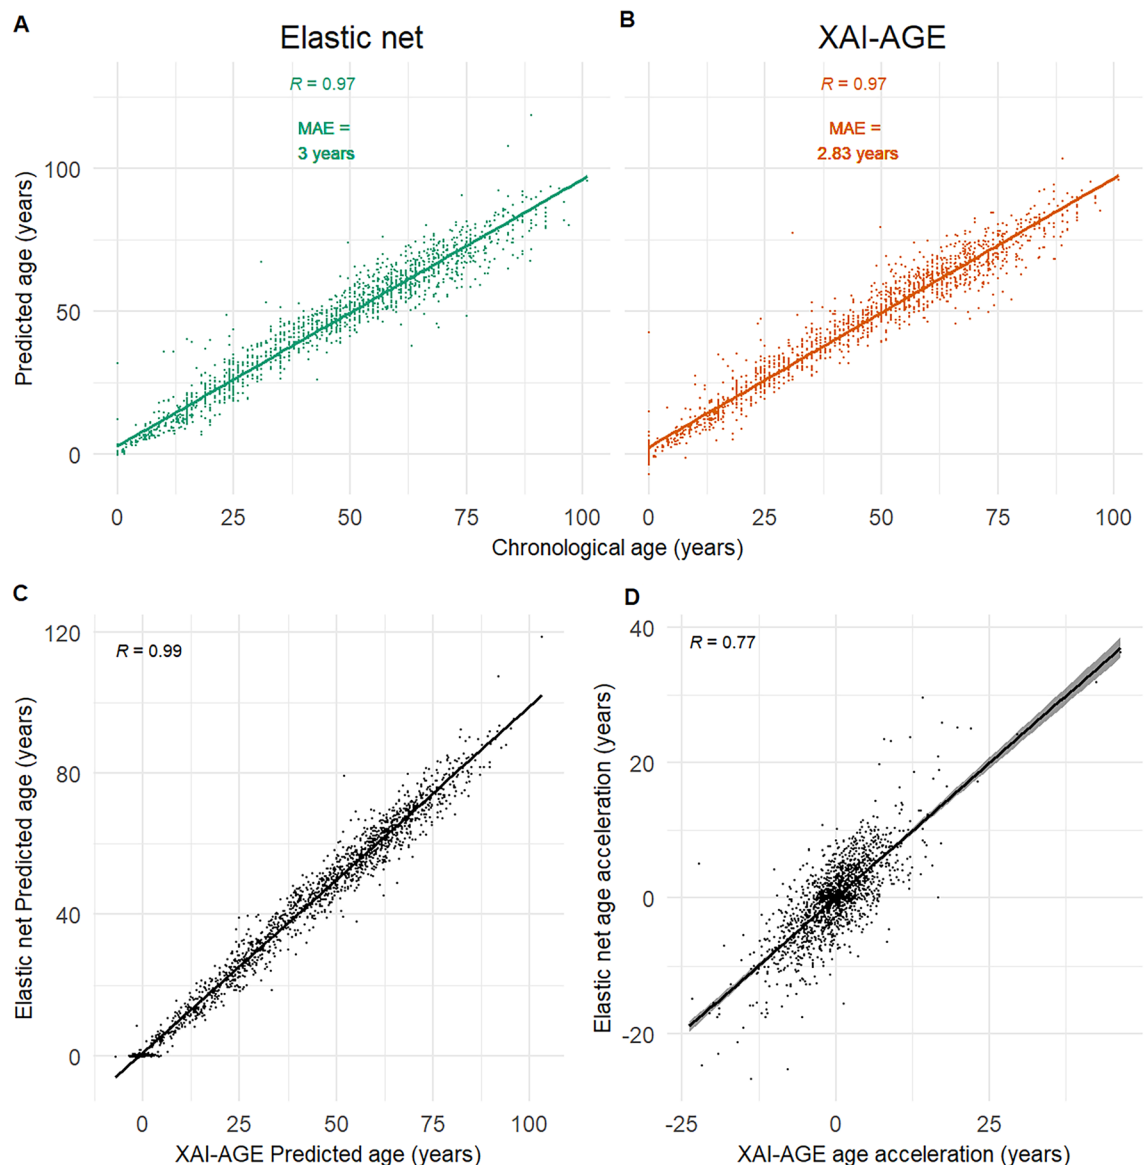 A
B
Elastic net
XAI-AGE
R = 0.97
MAE =
3 years
R = 0.97
MAE =
2.83 years
Predicted age (years)
100
50
0
0 25 50 75 100
0 25 50 75 100
Chronological age (years)
C
D
R = 0.99
Elastic net Predicted age (years)
120
80
40
0
0 25 50 75 100
XAI-AGE Predicted age (years)
R = 0.77
Elastic net age accelleration (years)
40
20
0
-20
-25 0 25
XAI-AGE age acceleration (years)